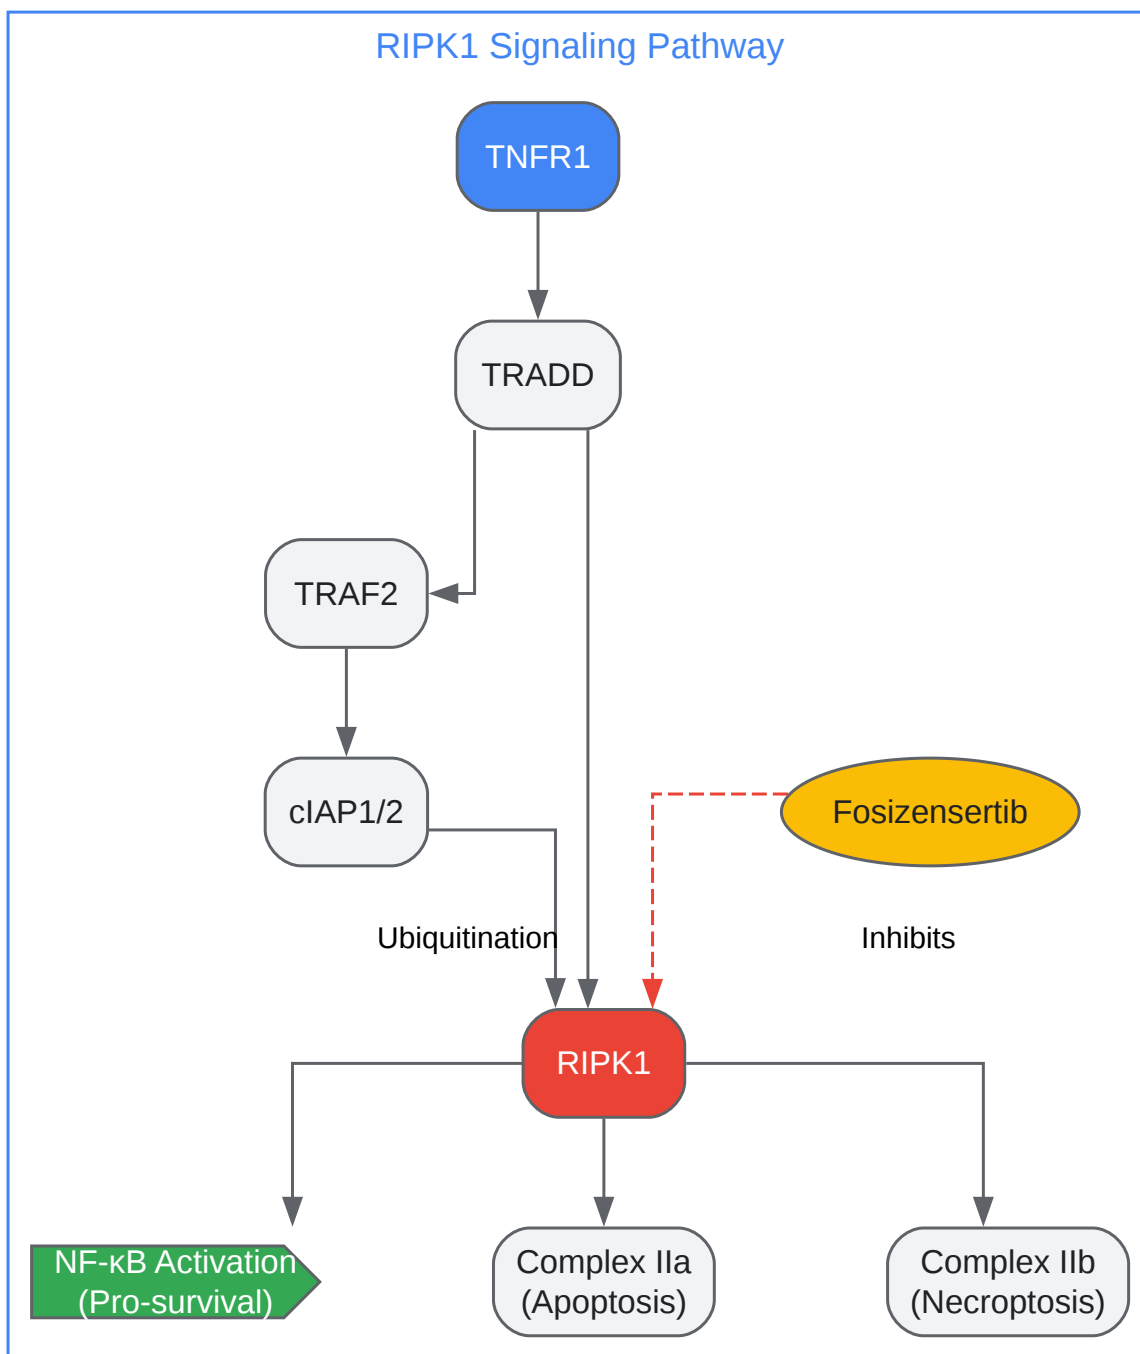 RIPK1 Signaling Pathway
TNFR1
TRADD
TRAF2
cIAP1/2
Fosizensertib
Ubiquitination
Inhibits
RIPK1
NF-κB Activation
(Pro-survival)
Complex IIa
(Apoptosis)
Complex IIb
(Necroptosis)